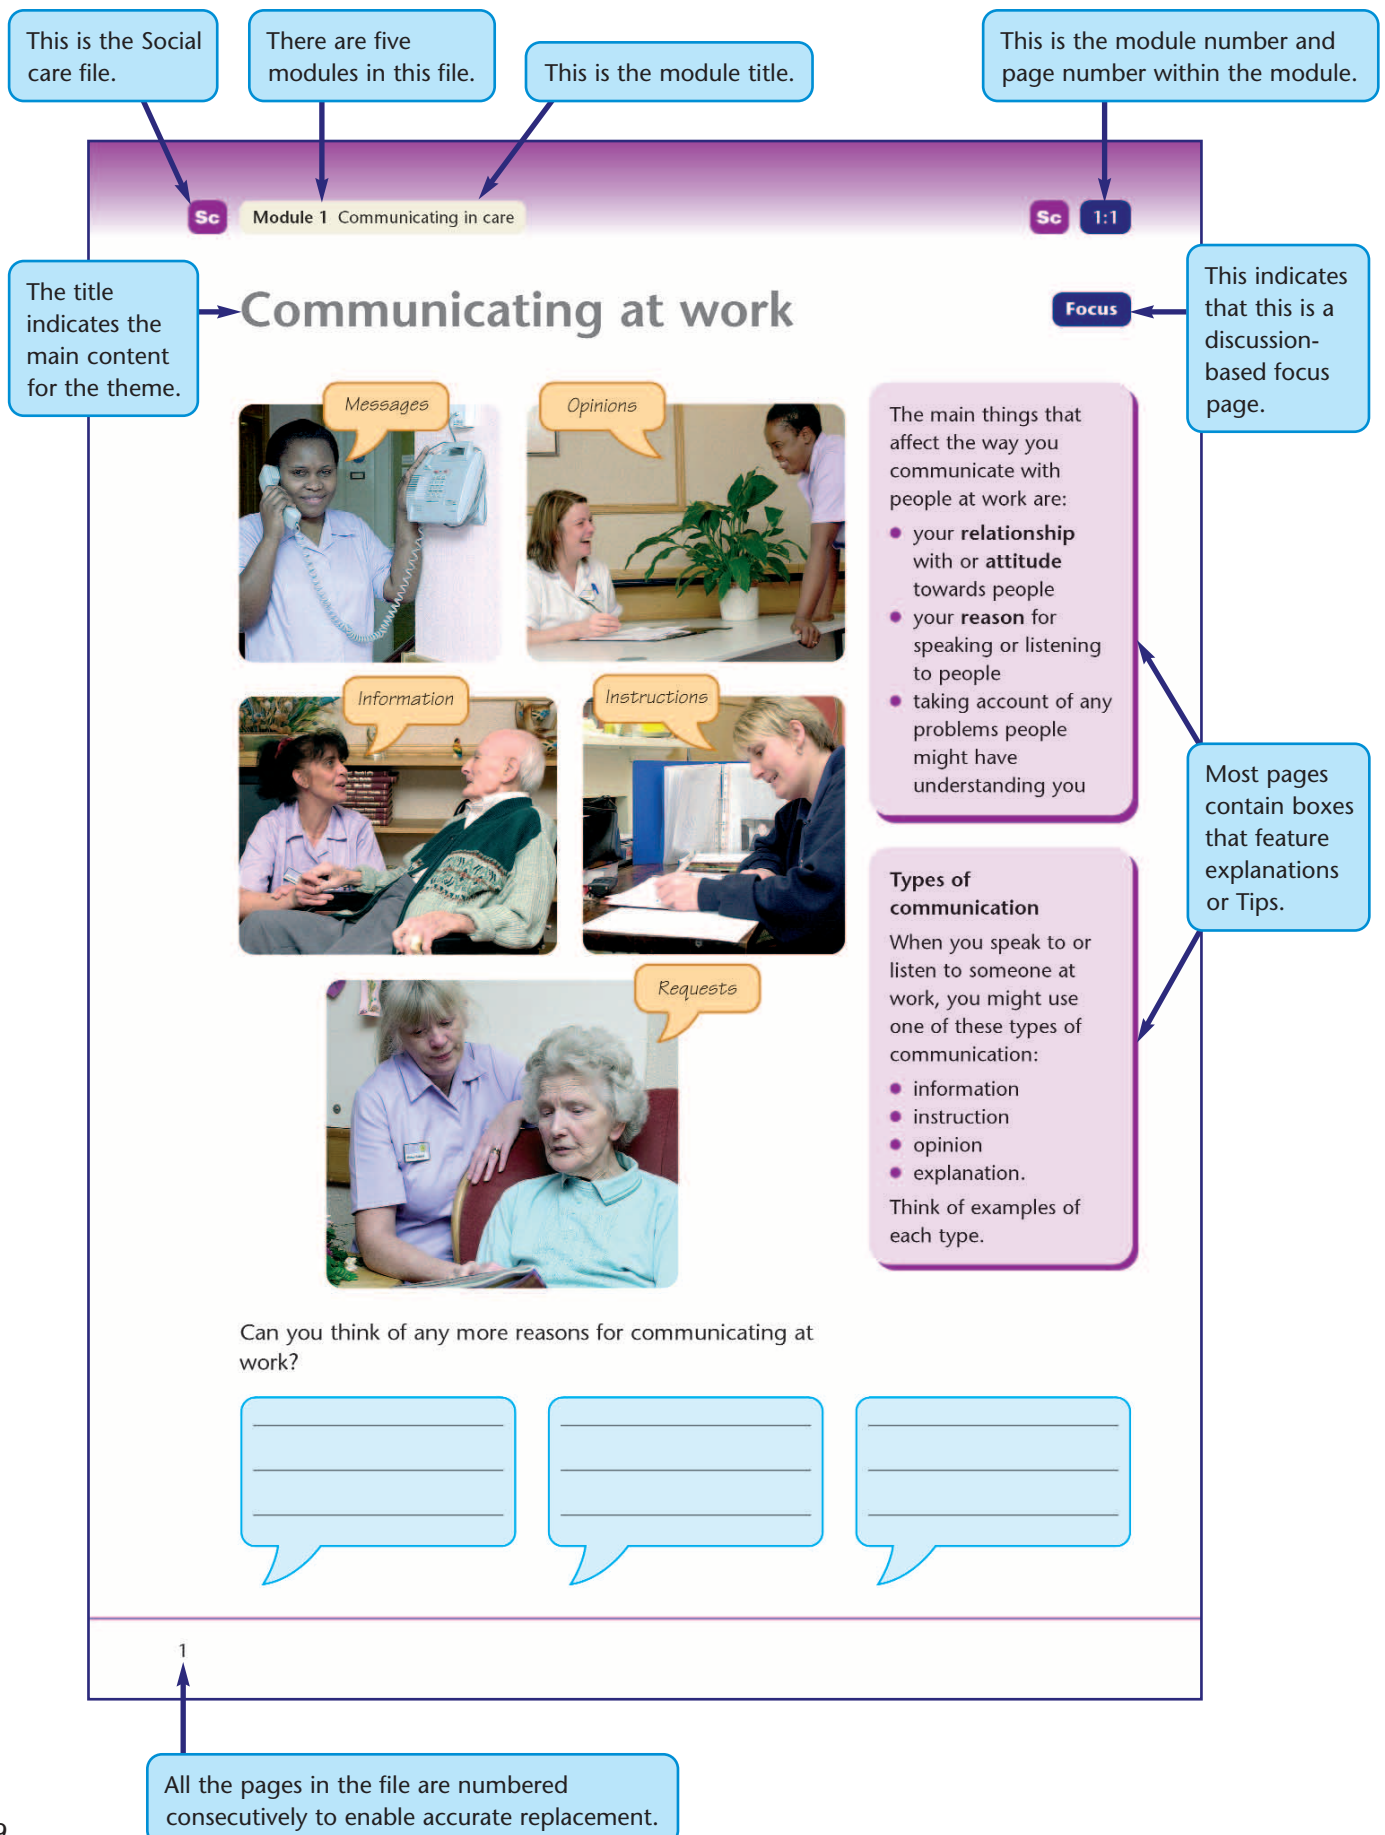 This is the Social
care file.
There are five
modules in this file.
This is the module title.
This is the module number and
page number within the module.
Sc
Module 1 Communicating in care
Sc
1:1
The title
indicates the
main content
for the theme.
Communicating at work
Focus
This indicates
that this is a
discussion-
based focus
page.
Messages
Opinions
Information
Instructions
Requests
The main things that
affect the way you
communicate with
people at work are:
• your relationship
with or attitude
towards people
• your reason for
speaking or listening
to people
• taking account of any
problems people
might have
understanding you
Most pages
contain boxes
that feature
explanations
or Tips.
Types of
communication
When you speak to or
listen to someone at
work, you might use
one of these types of
communication:
• information
• instruction
• opinion
• explanation.
Think of examples of
each type.
Can you think of any more reasons for communicating at
work?
1
All the pages in the file are numbered
consecutively to enable accurate replacement.